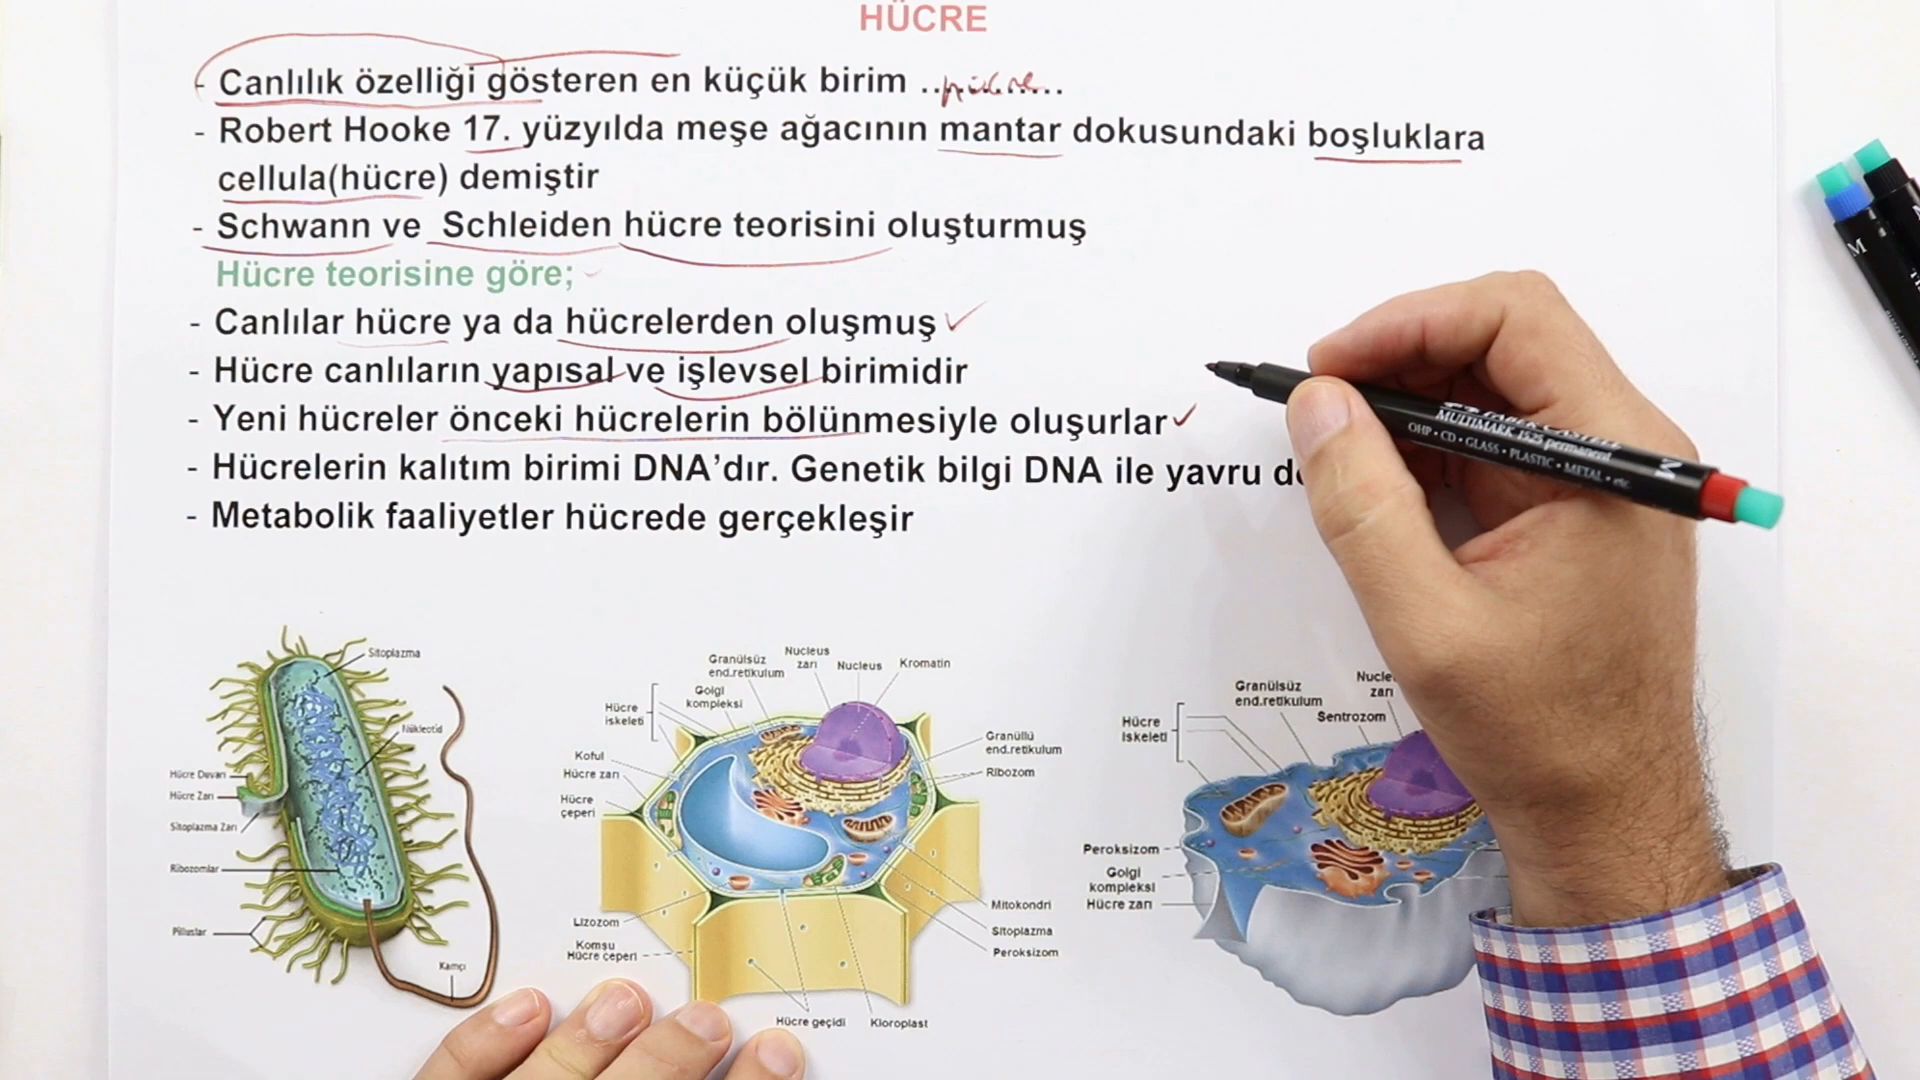 HÜCRE
- Canlılık özelliği gösteren en küçük birim ..hücre...
- Robert Hooke 17. yüzyılda meşe ağacının mantar dokusundaki boşluklara
cellula(hücre) demiştir
- Schwann ve Schleiden hücre teorisini oluşturmuş
Hücre teorisine göre;
- Canlılar hücre ya da hücrelerden oluşmuş
- Hücre canlıların yapısal ve işlevsel birimidir
- Yeni hücreler önceki hücrelerin bölünmesiyle oluşurlar
- Hücrelerin kalıtım birimi DNA'dır. Genetik bilgi DNA ile yavru
- Metabolik faaliyetler hücrede gerçekleşir
Sitoplazma
Nükleotid
Hücre Duvarı
Hücre Zarı
Sitoplazma Zarı
Ribozomlar
Piluslar
Kamçı
Granülsüz
end.retikulum
Nucleus
zarı
Nucleus
Kromatin
Golgi
kompleksi
Hücre
iskeleti
Koful
Hücre zarı
Hücre
çeperi
Granüllü
end.retikulum
Ribozom
Lizozom
Komşu
Hücre çeperi
Mitokondri
Sitoplazma
Peroksizom
Hücre geçidi
Kloroplast
Granülsüz
end.retikulum
zarı
Sentrozom
Hücre
iskeleti
Peroksizom
Golgi
kompleksi
Hücre zarı
FABER-CASTELL
MULTIMARK 1525 permanent
OHP • CD • GLASS • PLASTIC • METAL • etc.
M
M